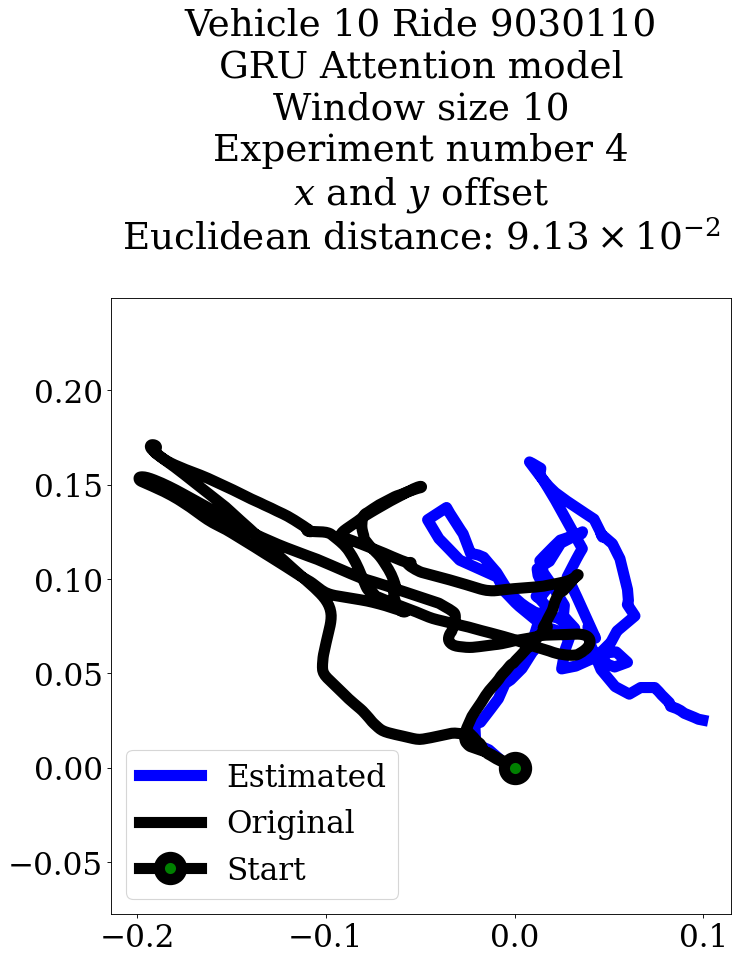 Vehicle 10 Ride 9030110
GRU Attention model
Window size 10
Experiment number 4
x and y offset
Euclidean distance: 9.13 × 10⁻²
0.20
0.15
0.10
0.05
0.00
−0.05
Estimated
Original
Start
−0.2
−0.1
0.0
0.1